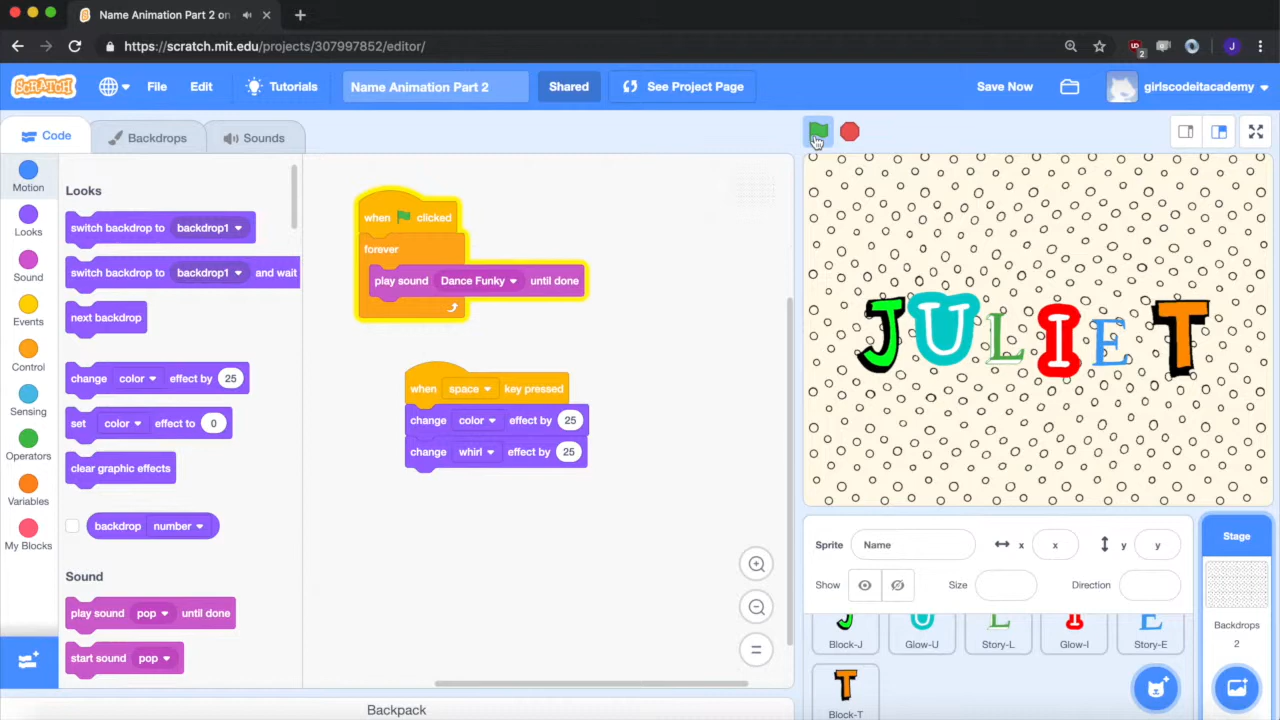 Name Animation Part 2 on
https://scratch.mit.edu/projects/307997852/editor/
2
J
SCRATCH
File
Edit
Tutorials
Name Animation Part 2
Shared
See Project Page
Save Now
girlscodeitacademy
Code
Backdrops
Sounds
Motion
Looks
Sound
Events
Control
Sensing
Operators
Variables
My Blocks
Looks
switch backdrop to backdrop1
switch backdrop to backdrop1 and wait
next backdrop
change color effect by 25
set color effect to 0
clear graphic effects
backdrop number
Sound
play sound pop until done
start sound pop
when clicked
forever
play sound Dance Funky until done
when space key pressed
change color effect by 25
change whirl effect by 25
JULIET
Sprite Name x x y y
Show Size Direction
Stage
J U L I E
Block-J Glow-U Story-L Glow-I Story-E
T
Block-T
Backdrops
2
Backpack